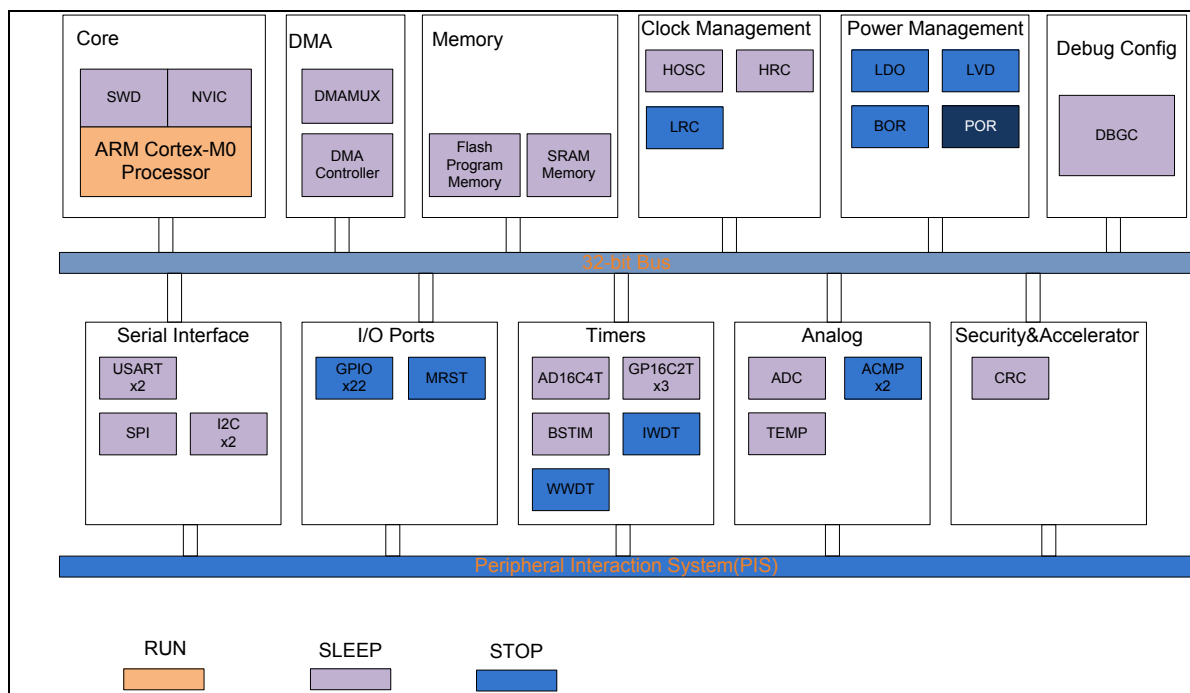 Core
SWD
NVIC
ARM Cortex-M0
Processor
DMA
DMAMUX
DMA
Controller
Memory
Flash
Program
Memory
SRAM
Memory
Clock Management
HOSC
HRC
LRC
Power Management
LDO
LVD
BOR
POR
Debug Config
DBGC
32-bit Bus
Serial Interface
USART
x2
SPI
I2C
x2
I/O Ports
GPIO
x22
MRST
Timers
AD16C4T
GP16C2T
x3
BSTIM
IWDT
WWDT
Analog
ADC
ACMP
x2
TEMP
Security&Accelerator
CRC
Peripheral Interaction System(PIS)
RUN
SLEEP
STOP